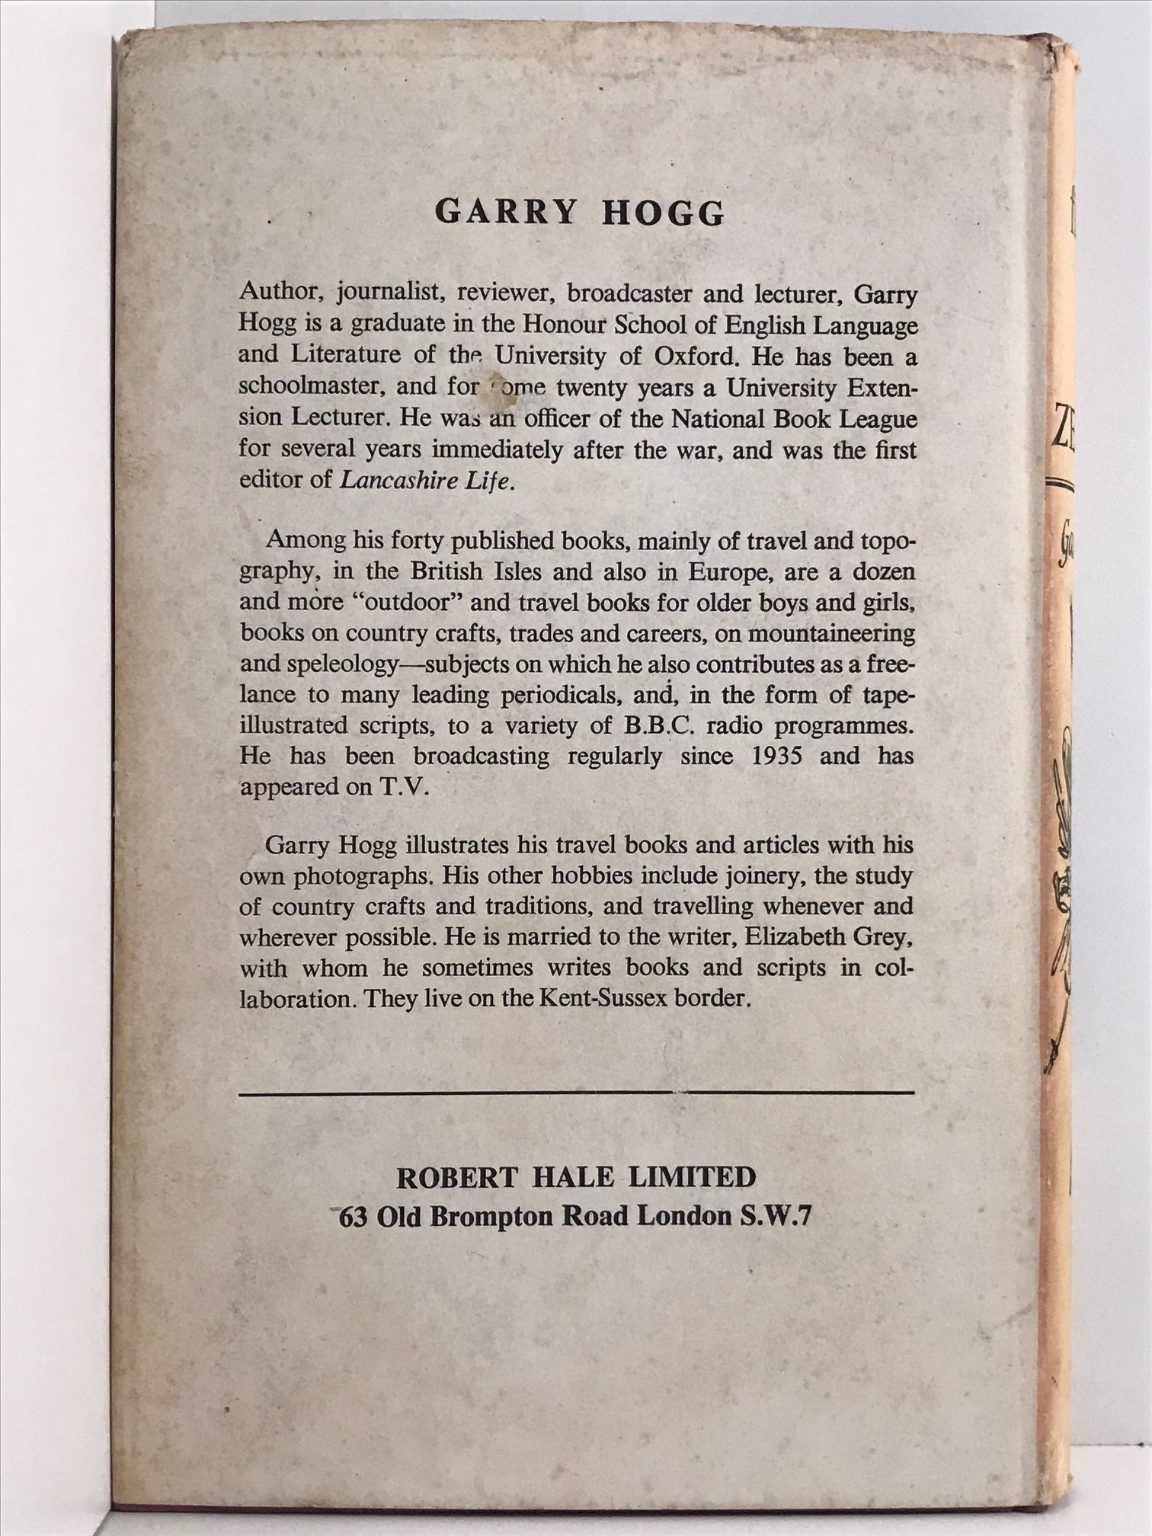 GARRY HOGG
Author, journalist, reviewer, broadcaster and lecturer, Garry
Hogg is a graduate in the Honour School of English Language
and Literature of the University of Oxford. He has been a
schoolmaster, and for some twenty years a University Exten-
sion Lecturer. He was an officer of the National Book League
for several years immediately after the war, and was the first
editor of Lancashire Life.
Among his forty published books, mainly of travel and topo-
graphy, in the British Isles and also in Europe, are a dozen
and more “outdoor” and travel books for older boys and girls,
books on country crafts, trades and careers, on mountaineering
and speleology—subjects on which he also contributes as a free-
lance to many leading periodicals, and, in the form of tape-
illustrated scripts, to a variety of B.B.C. radio programmes.
He has been broadcasting regularly since 1935 and has
appeared on T.V.
Garry Hogg illustrates his travel books and articles with his
own photographs. His other hobbies include joinery, the study
of country crafts and traditions, and travelling whenever and
wherever possible. He is married to the writer, Elizabeth Grey,
with whom he sometimes writes books and scripts in col-
laboration. They live on the Kent-Sussex border.
ROBERT HALE LIMITED
63 Old Brompton Road London S.W.7